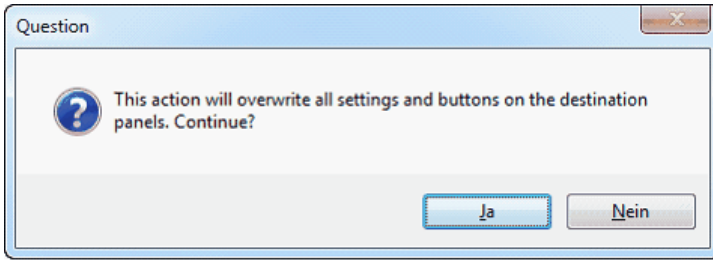 Question
This action will overwrite all settings and buttons on the destination
panels. Continue?
Ja
Nein